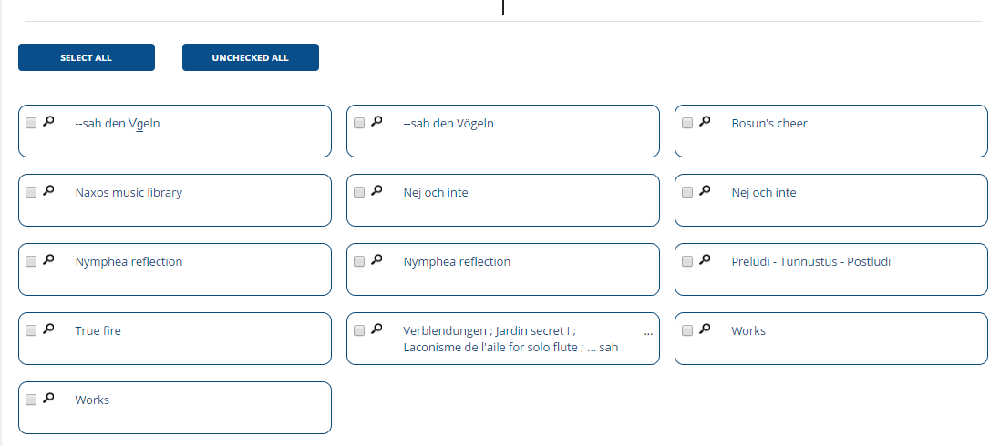 SELECT ALL UNCHECKED ALL
--sah den Vgeln --sah den Vögeln Bosun's cheer
Naxos music library Nej och inte Nej och inte
Nymphea reflection Nymphea reflection Preludi - Tunnustus - Postludi
True fire Verblendungen ; Jardin secret I ; ... Works
Laconisme de l'aile for solo flute ; ... sah
Works